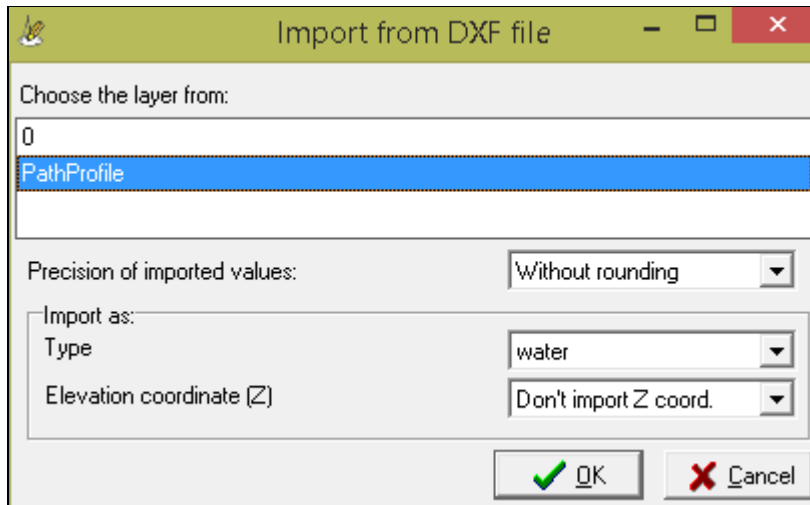 Import from DXF file
Choose the layer from:
0
PathProfile
Precision of imported values: Without rounding
Import as:
Type water
Elevation coordinate (Z) Don't import Z coord.
OK Cancel